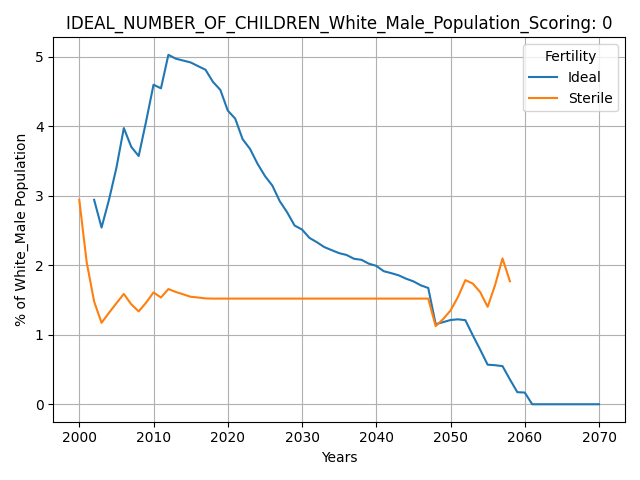 IDEAL_NUMBER_OF_CHILDREN_White_Male_Population_Scoring: 0
Fertility
Ideal
Sterile
% of White_Male Population
5
4
3
2
1
0
2000 2010 2020 2030 2040 2050 2060 2070
Years